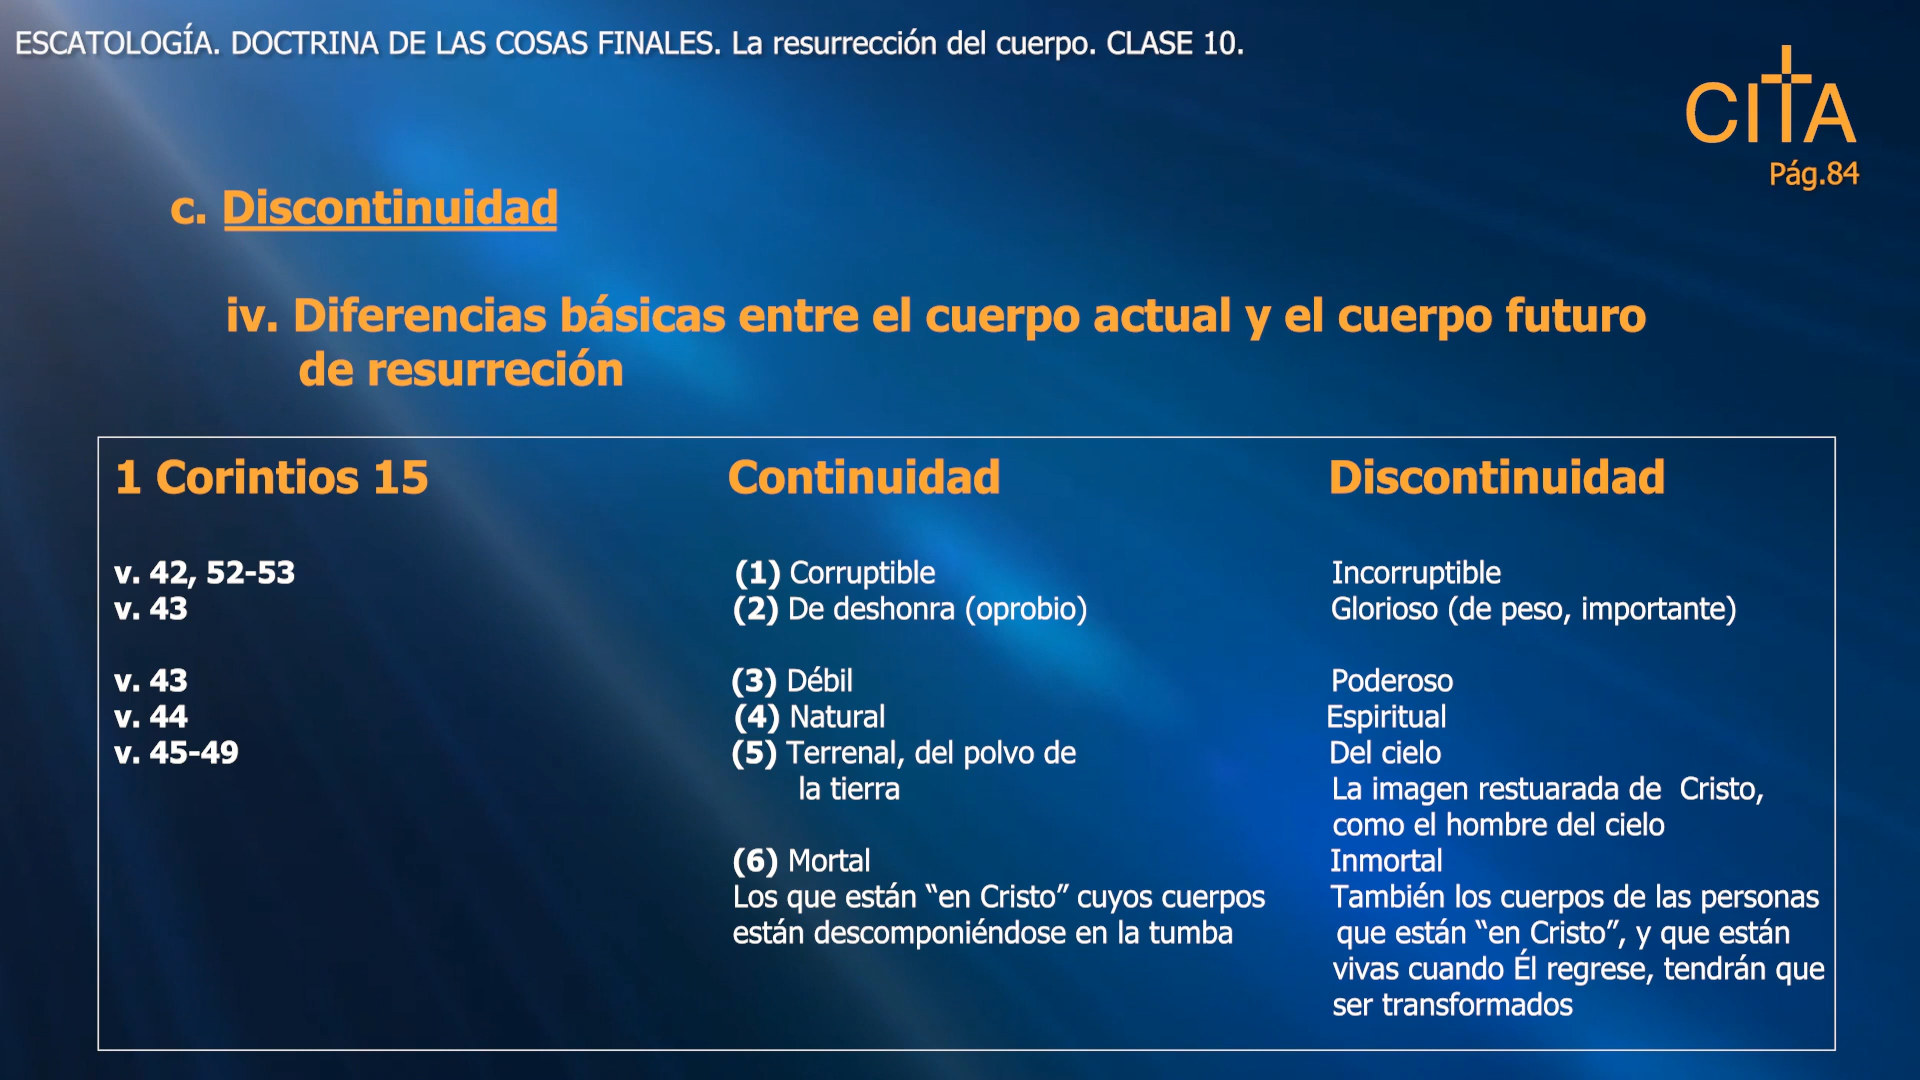 ESCATOLOGÍA. DOCTRINA DE LAS COSAS FINALES. La resurrección del cuerpo. CLASE 10.
CITA
Pág.84
c. Discontinuidad
iv. Diferencias básicas entre el cuerpo actual y el cuerpo futuro
de resurreción
1 Corintios 15 Continuidad Discontinuidad
v. 42, 52-53 (1) Corruptible Incorruptible
v. 43 (2) De deshonra (oprobio) Glorioso (de peso, importante)
v. 43 (3) Débil Poderoso
v. 44 (4) Natural Espiritual
v. 45-49 (5) Terrenal, del polvo de Del cielo
la tierra La imagen restuarada de Cristo,
como el hombre del cielo
(6) Mortal Inmortal
Los que están “en Cristo” cuyos cuerpos También los cuerpos de las personas
están descomponiéndose en la tumba que están “en Cristo”, y que están
vivas cuando Él regrese, tendrán que
ser transformados